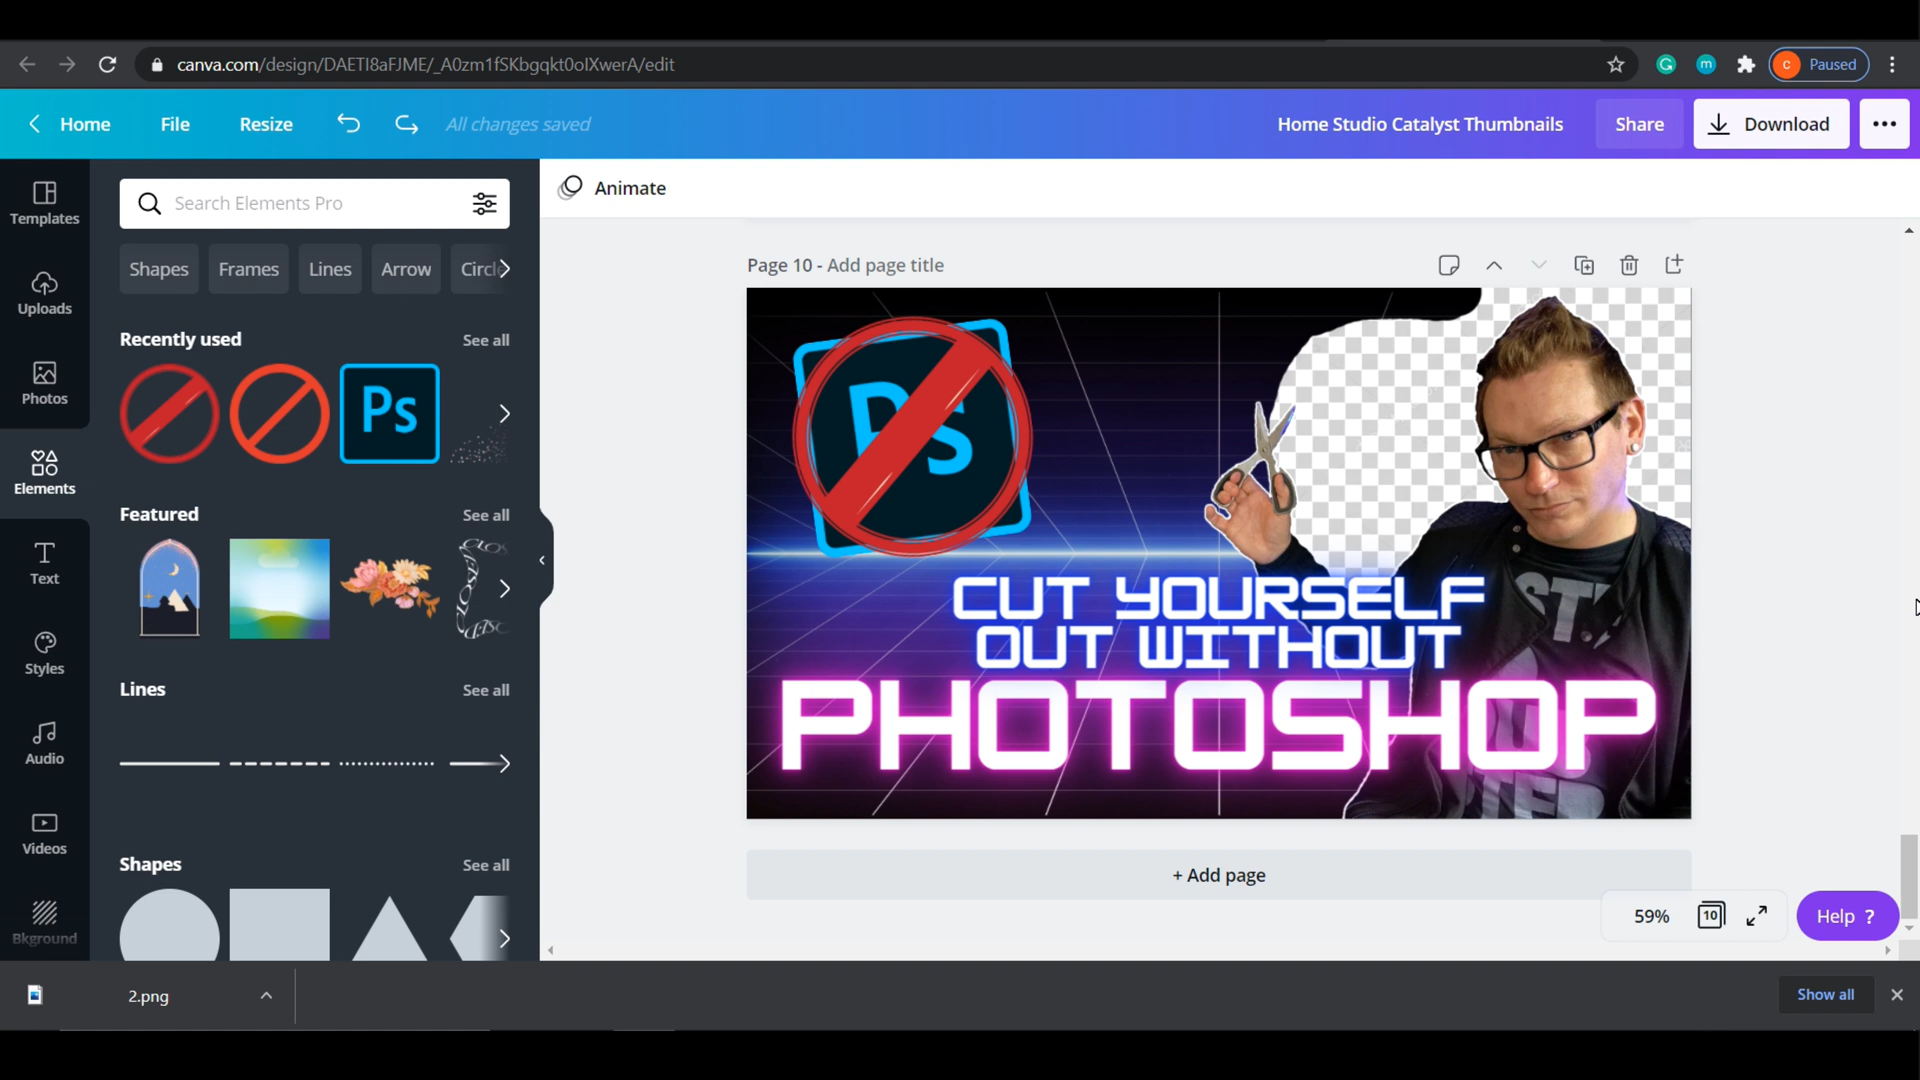 canva.com/design/DAETI8aFJME/_A0zm1fSKbgqkt0oIXwerA/edit
C
Paused
Home
File
Resize
All changes saved
Home Studio Catalyst Thumbnails
Share
Download
Templates
Uploads
Photos
Elements
Text
Styles
Audio
Videos
Bkground
Search Elements Pro
Shapes
Frames
Lines
Arrow
Circle
Recently used
See all
Ps
Featured
See all
Lines
See all
Shapes
See all
Animate
Page 10 - Add page title
Ps
CUT YOURSELF
OUT WITHOUT
PHOTOSHOP
+ Add page
59%
10
Help ?
2.png
Show all